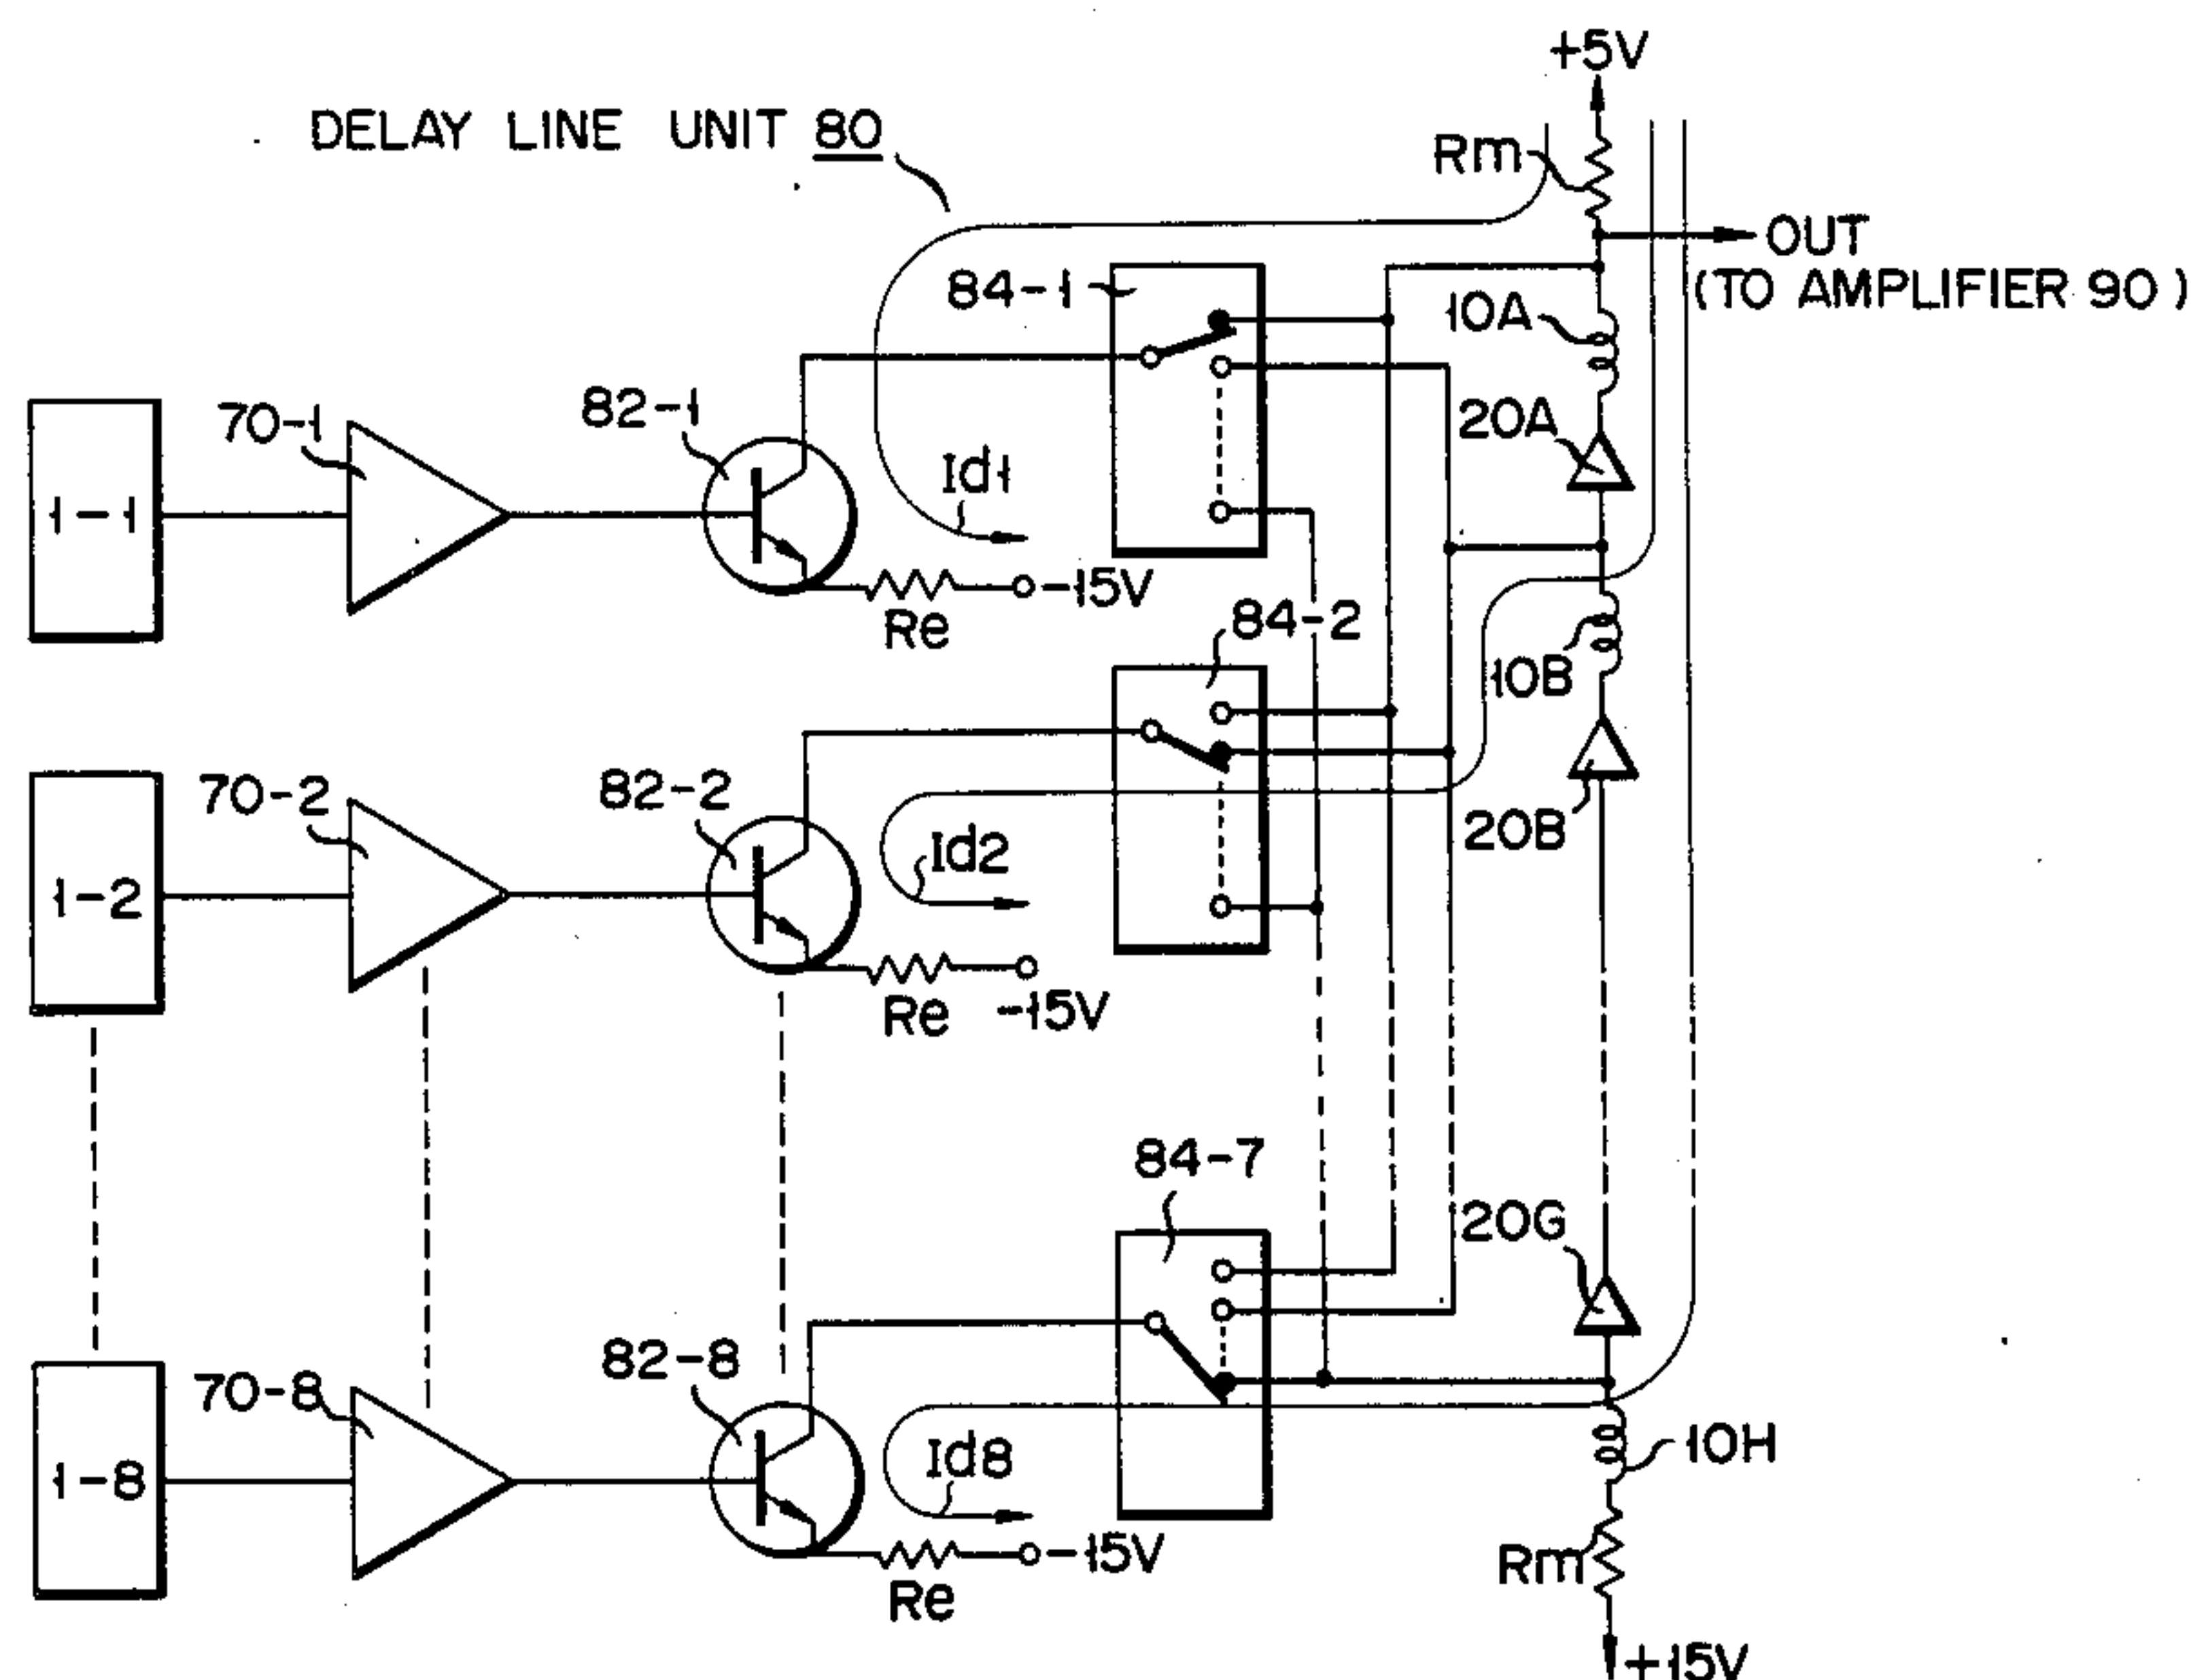 +5V
DELAY LINE UNIT 80
Rm
OUT
(TO AMPLIFIER 90)
84-1
10A
20A
82-1
70-1
Id1
1-1
-15V
Re
84-2
10B
82-2
70-2
20B
Id2
1-2
Re
-15V
84-7
20G
82-8
70-8
Id8
10H
1-8
-15V
Rm
Re
+15V